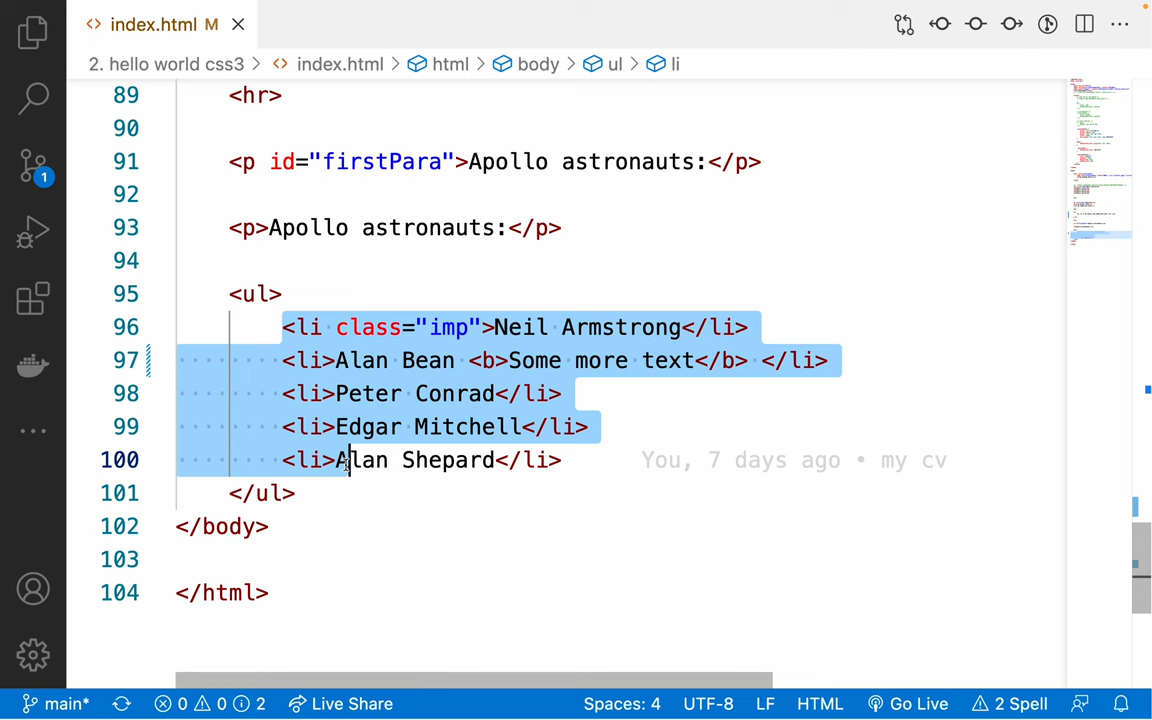 index.html M
2. hello world css3 > <> index.html > html > body > ul > li
89 <hr>
90
91 <p id="firstPara">Apollo astronauts:</p>
92
93 <p>Apollo astronauts:</p>
94
95 <ul>
96 <li class="imp">Neil Armstrong</li>
97 <li>Alan Bean <b>Some more text</b> </li>
98 <li>Peter Conrad</li>
99 <li>Edgar Mitchell</li>
100 <li>Alan Shepard</li> You, 7 days ago • my cv
101 </ul>
102 </body>
103
104 </html>
1
main* 0 0 2 Live Share Spaces: 4 UTF-8 LF HTML Go Live 2 Spell